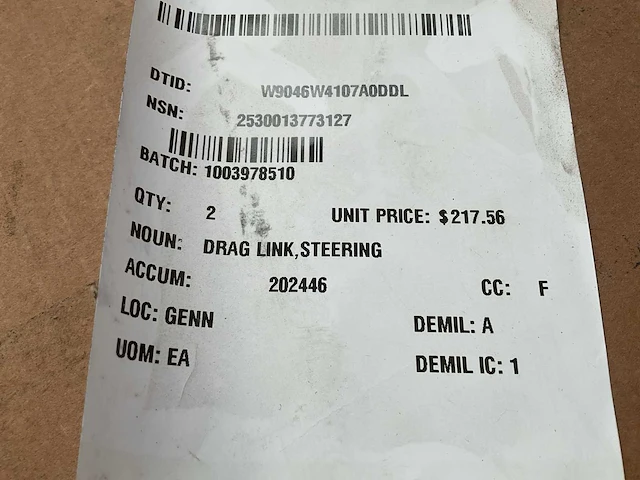 DTID: W9046W4107A0DDL
NSN: 2530013773127
BATCH: 1003978510
QTY: 2 UNIT PRICE: $217.56
NOUN: DRAG LINK,STEERING
ACCUM: 202446 CC: F
LOC: GENN DEMIL: A
UOM: EA DEMIL IC: 1